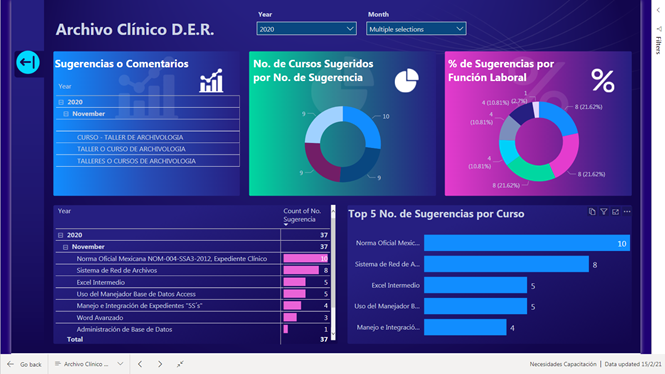 Archivo Clínico D.E.R.
Year
2020
Month
Multiple selections
Filters
Sugerencias o Comentarios
Year
2020
November
CURSO - TALLER DE ARCHIVOLOGIA
TALLER O CURSO DE ARCHIVOLOGIA
TALLERES O CURSOS DE ARCHIVOLOGIA
No. de Cursos Sugeridos
por No. de Sugerencia
9
10
9
9
% de Sugerencias por
Función Laboral
%
1
(2.7%)
4 (10.81%)
4
(10.81%)
4
(10.81%)
8 (21.62%)
8 (21.62%)
8 (21.62%)
Year
Count of No.
Sugerencia
2020 37
November 37
Norma Oficial Mexicana NOM-004-SSA3-2012, Expediente Clínico 10
Sistema de Red de Archivos 8
Excel Intermedio 5
Uso del Manejador Base de Datos Access 5
Manejo e Integración de Expedientes "5S´s" 4
Word Avanzado 3
Administración de Base de Datos 1
Total 37
Top 5 No. de Sugerencias por Curso
Norma Oficial Mexic... 10
Sistema de Red de A... 8
Excel Intermedio 5
Uso del Manejador B... 5
Manejo e Integració... 4
Go back
Archivo Clínico ...
Necesidades Capacitación | Data updated 15/2/21